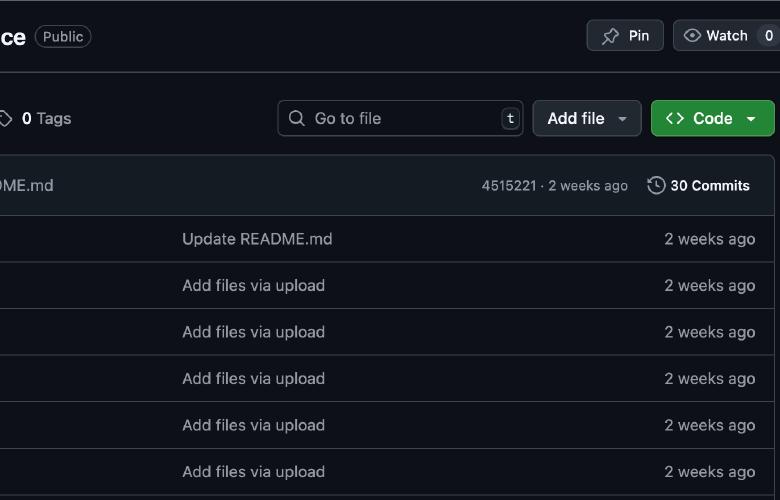 ce Public Pin Watch 0
0 Tags Go to file t Add file Code
OME.md 4515221 · 2 weeks ago 30 Commits
Update README.md 2 weeks ago
Add files via upload 2 weeks ago
Add files via upload 2 weeks ago
Add files via upload 2 weeks ago
Add files via upload 2 weeks ago
Add files via upload 2 weeks ago